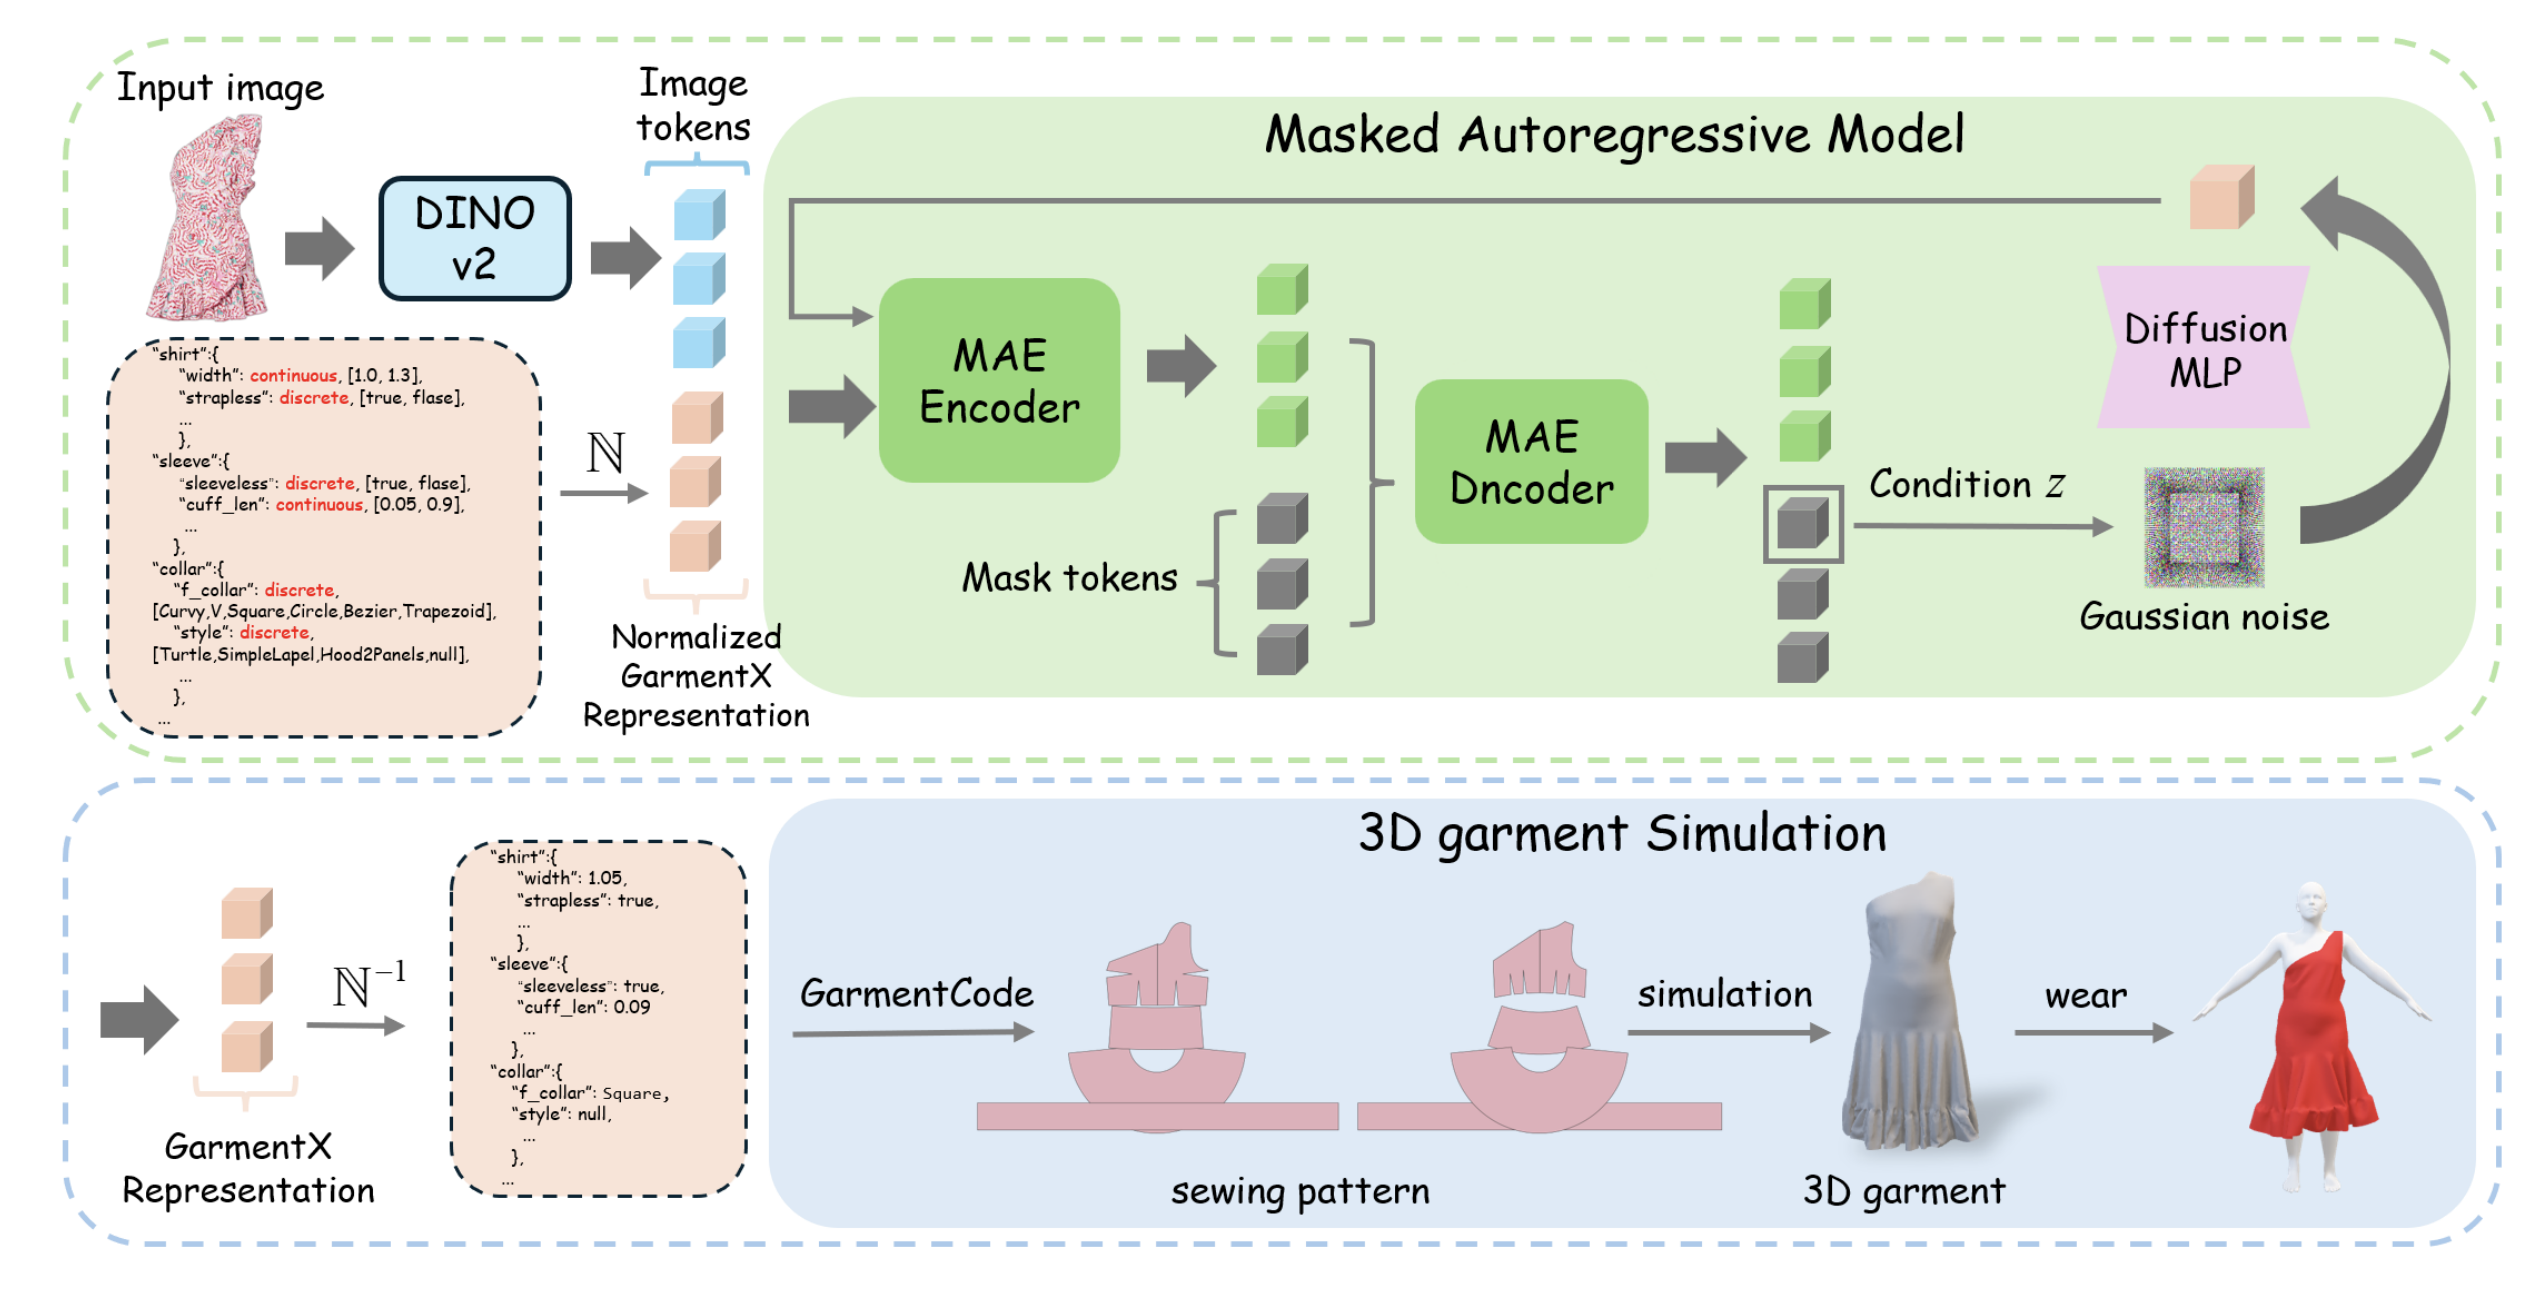 Input image
Image
tokens
Masked Autoregressive Model
DINO
v2
“shirt”:{
“width”: continuous, [1.0, 1.3],
“strapless”: discrete, [true, flase],
...
},
“sleeve”:{
“sleeveless”: discrete, [true, flase],
“cuff_len”: continuous, [0.05, 0.9],
...
},
“collar”:{
“f_collar”: discrete,
[Curvy,V,Square,Circle,Bezier,Trapezoid],
“style”: discrete,
[Turtle,SimpleLapel,Hood2Panels,null],
...
},
...
ℕ
Normalized
GarmentX
Representation
MAE
Encoder
Mask tokens
MAE
Dncoder
Condition z
Diffusion
MLP
Gaussian noise
3D garment Simulation
GarmentX
Representation
ℕ⁻¹
“shirt”:{
“width”: 1.05,
“strapless”: true,
...
},
“sleeve”:{
“sleeveless”: true,
“cuff_len”: 0.09
...
},
“collar”:{
“f_collar”: Square,
“style”: null,
...
},
...
GarmentCode
sewing pattern
simulation
3D garment
wear